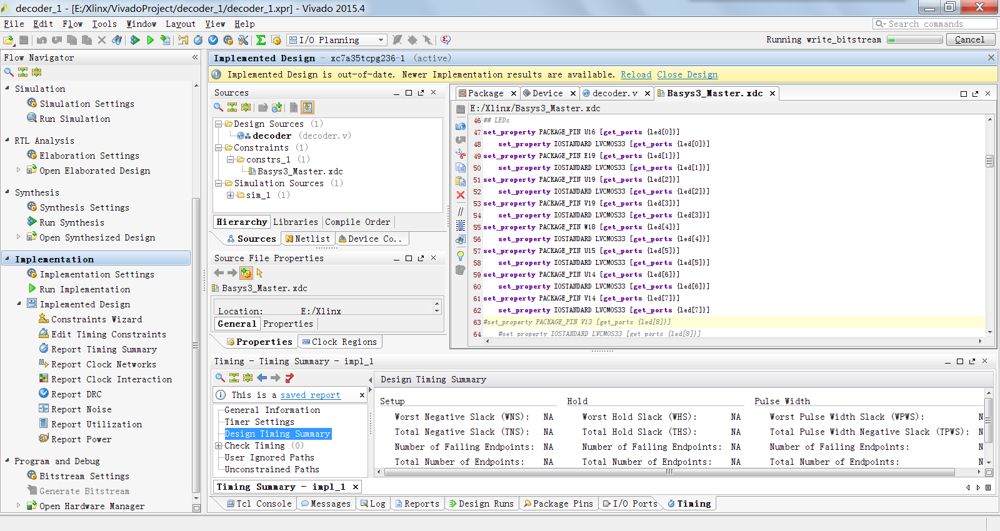 decoder_1 - [E:/Xlinx/VivadoProject/decoder_1/decoder_1.xpr] - Vivado 2015.4
File Edit Flow Tools Window Layout View Help
Search commands
I/O Planning
Running write_bitstream
Cancel
Flow Navigator
Simulation
Simulation Settings
Run Simulation
RTL Analysis
Elaboration Settings
Open Elaborated Design
Synthesis
Synthesis Settings
Run Synthesis
Open Synthesized Design
Implementation
Implementation Settings
Run Implementation
Implemented Design
Constraints Wizard
Edit Timing Constraints
Report Timing Summary
Report Clock Networks
Report Clock Interaction
Report DRC
Report Noise
Report Utilization
Report Power
Program and Debug
Bitstream Settings
Generate Bitstream
Open Hardware Manager
Implemented Design - xc7a35tcpg236-1 (active)
Implemented Design is out-of-date. Newer Implementation results are available. Reload Close Design
Sources
Design Sources (1)
decoder (decoder.v)
Constraints (1)
constrs_1 (1)
Basys3_Master.xdc
Simulation Sources (1)
sim_1 (1)
Hierarchy Libraries Compile Order
Sources Netlist Device Co..
Source File Properties
Basys3_Master.xdc
Location: E:/Xlinx
General Properties
Properties Clock Regions
Package Device decoder.v Basys3_Master.xdc
E:/Xlinx/Basys3_Master.xdc
46 ## LEDs
47 set_property PACKAGE_PIN U16 [get_ports {led[0]}]
48 set_property IOSTANDARD LVCMOS33 [get_ports {led[0]}]
49 set_property PACKAGE_PIN E19 [get_ports {led[1]}]
50 set_property IOSTANDARD LVCMOS33 [get_ports {led[1]}]
51 set_property PACKAGE_PIN U19 [get_ports {led[2]}]
52 set_property IOSTANDARD LVCMOS33 [get_ports {led[2]}]
53 set_property PACKAGE_PIN V19 [get_ports {led[3]}]
54 set_property IOSTANDARD LVCMOS33 [get_ports {led[3]}]
55 set_property PACKAGE_PIN W18 [get_ports {led[4]}]
56 set_property IOSTANDARD LVCMOS33 [get_ports {led[4]}]
57 set_property PACKAGE_PIN U15 [get_ports {led[5]}]
58 set_property IOSTANDARD LVCMOS33 [get_ports {led[5]}]
59 set_property PACKAGE_PIN U14 [get_ports {led[6]}]
60 set_property IOSTANDARD LVCMOS33 [get_ports {led[6]}]
61 set_property PACKAGE_PIN V14 [get_ports {led[7]}]
62 set_property IOSTANDARD LVCMOS33 [get_ports {led[7]}]
63 #set_property PACKAGE_PIN V13 [get_ports {led[8]}]
64 #set_property IOSTANDARD LVCMOS33 [get_ports {led[8]}]
Timing - Timing Summary - impl_1
This is a saved report
General Information
Timer Settings
Design Timing Summary
Check Timing (0)
User Ignored Paths
Unconstrained Paths
Design Timing Summary
Setup Hold Pulse Width
Worst Negative Slack (WNS): NA Worst Hold Slack (WHS): NA Worst Pulse Width Slack (WPWS): N
Total Negative Slack (TNS): NA Total Hold Slack (THS): NA Total Pulse Width Negative Slack (TPWS): N
Number of Failing Endpoints: NA Number of Failing Endpoints: NA Number of Failing Endpoints: N
Total Number of Endpoints: NA Total Number of Endpoints: NA Total Number of Endpoints: N
Timing Summary - impl_1
Tcl Console Messages Log Reports Design Runs Package Pins I/O Ports Timing